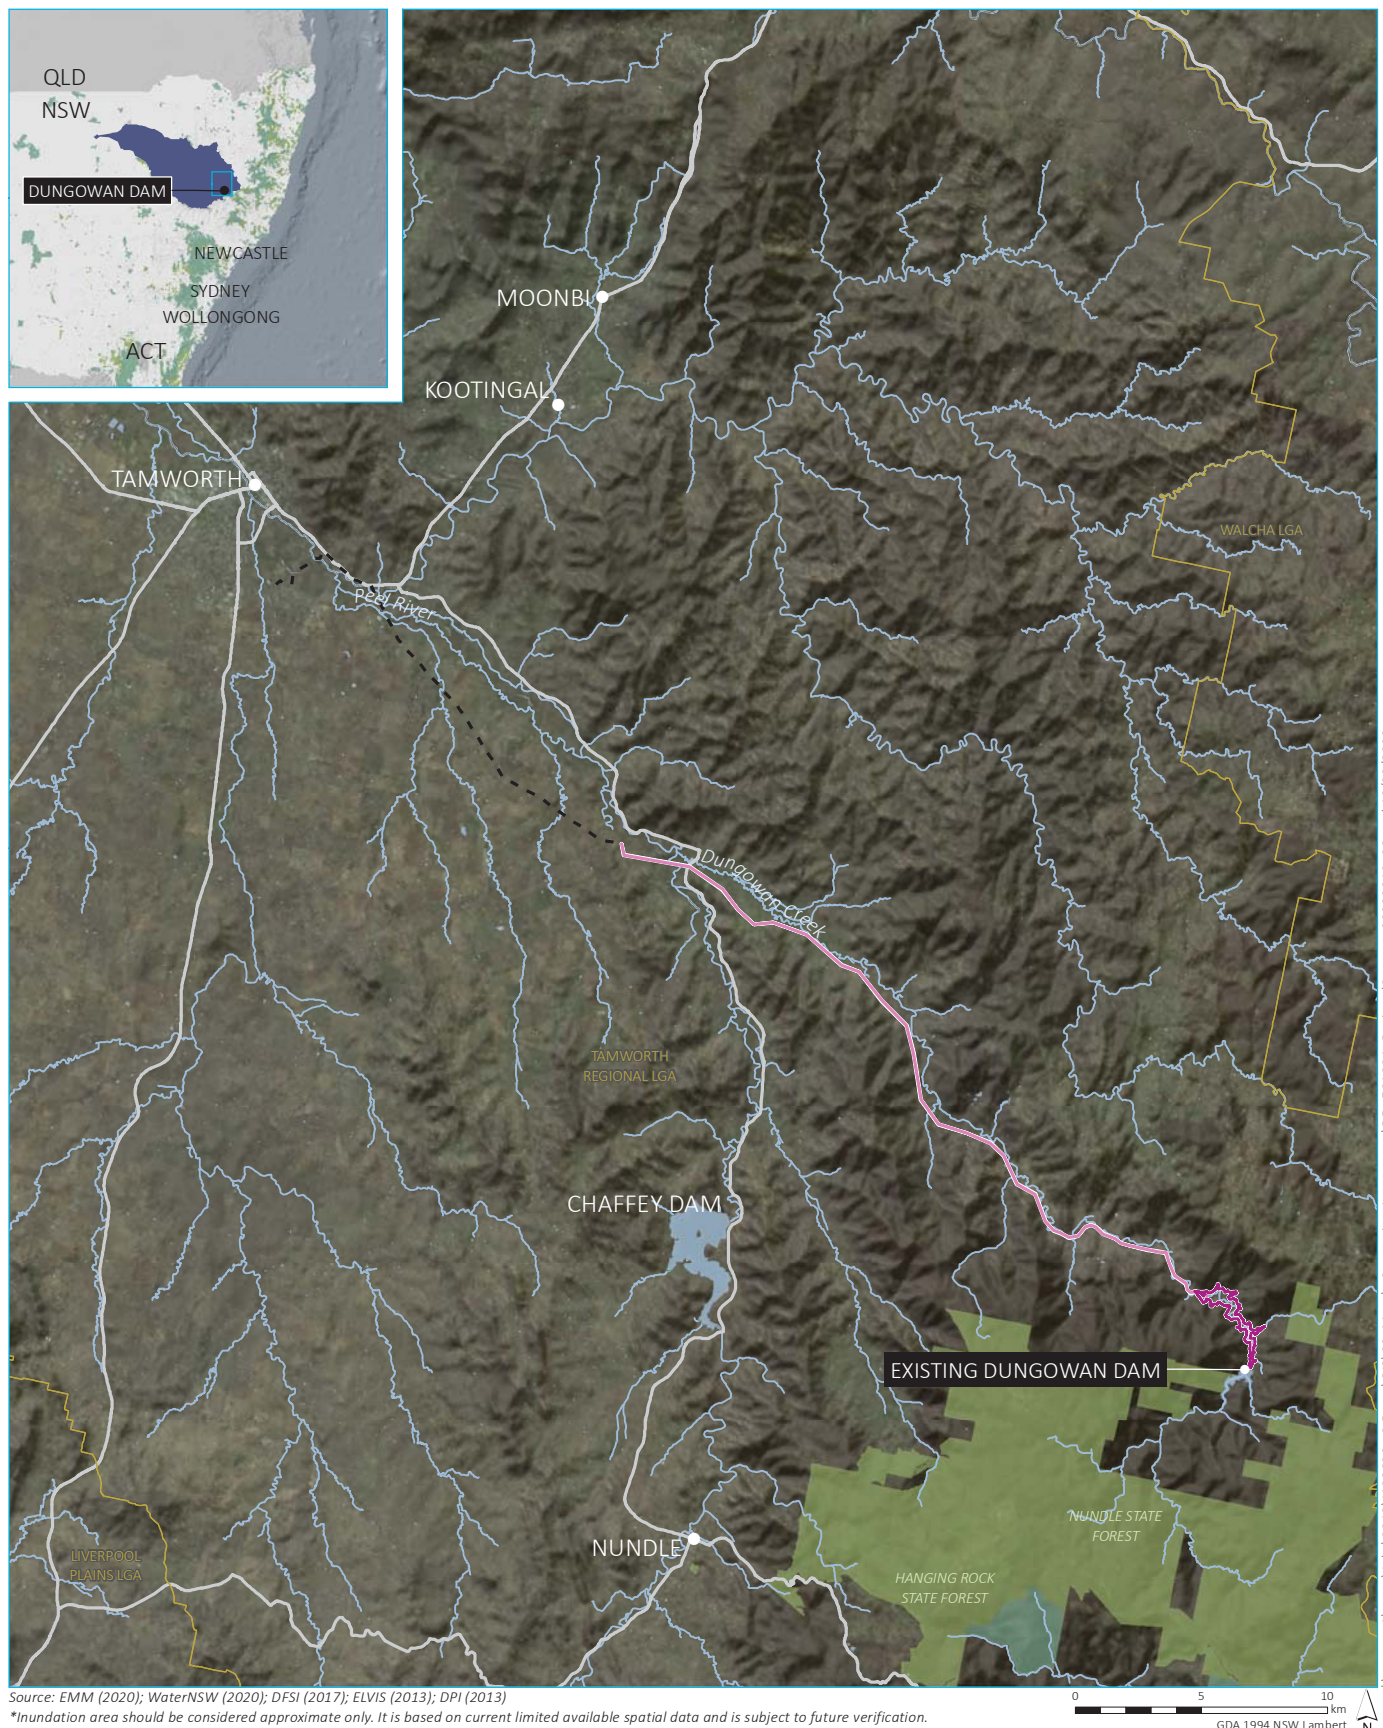 QLD
NSW
DUNGOWAN DAM
NEWCASTLE
SYDNEY
WOLLONGONG
ACT
MOONBI
KOOTINGAL
TAMWORTH
WALCHA LGA
Peel River
Dungowan Creek
TAMWORTH
REGIONAL LGA
CHAFFEY DAM
EXISTING DUNGOWAN DAM
NUNDLE STATE
FOREST
NUNDLE
LIVERPOOL
PLAINS LGA
HANGING ROCK
STATE FOREST
Source: EMM (2020); WaterNSW (2020); DFSI (2017); ELVIS (2013); DPI (2013)
0 5 10
km
*Inundation area should be considered approximate only. It is based on current limited available spatial data and is subject to future verification.
GDA 1994 NSW Lambert
N